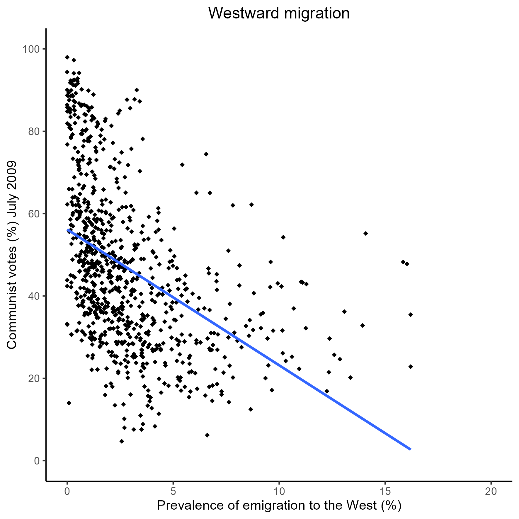 Westward migration
Communist votes (%) July 2009
100
80
60
40
20
0
0 5 10 15 20
Prevalence of emigration to the West (%)